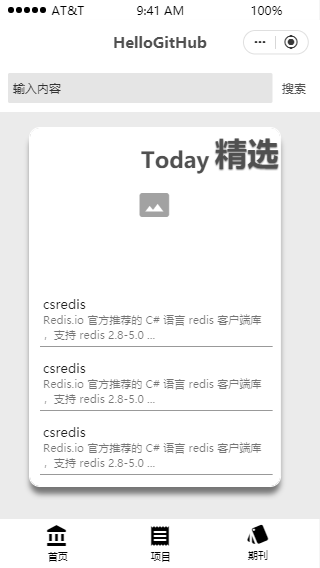 AT&T 9:41 AM 100%
HelloGitHub
输入内容 搜索
Today 精选
csredis
Redis.io 官方推荐的 C# 语言 redis 客户端库
，支持 redis 2.8-5.0 ...
csredis
Redis.io 官方推荐的 C# 语言 redis 客户端库
，支持 redis 2.8-5.0 ...
csredis
Redis.io 官方推荐的 C# 语言 redis 客户端库
，支持 redis 2.8-5.0 ...
首页 项目 期刊